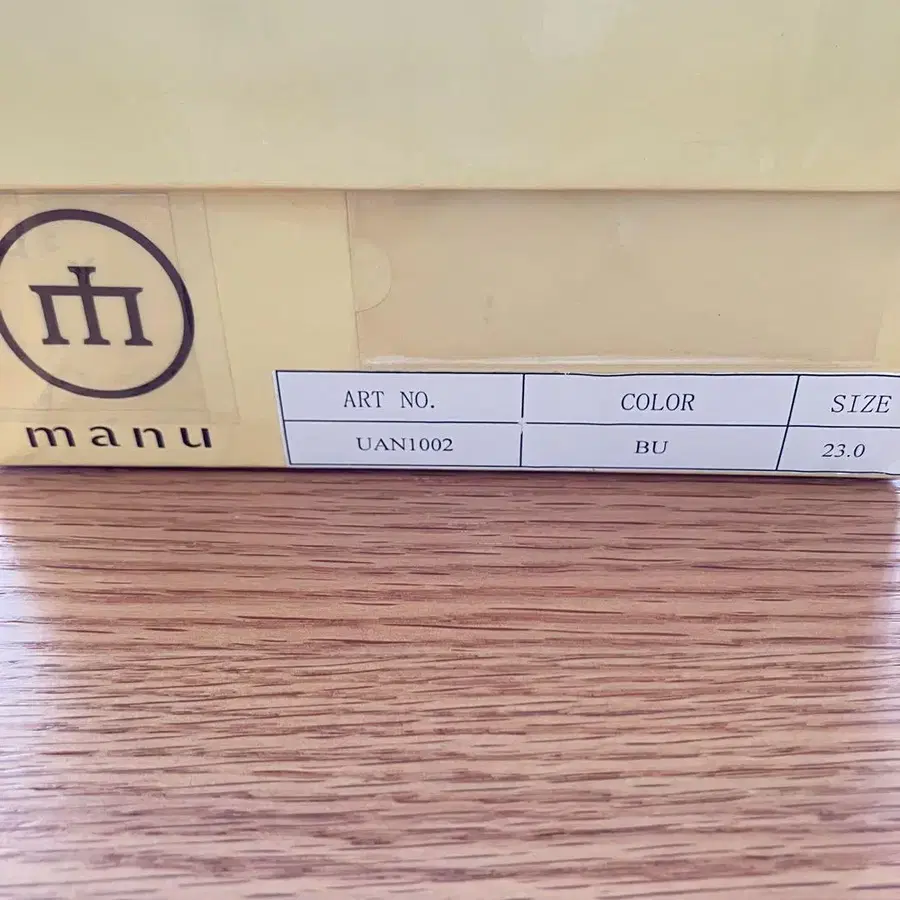 manu
ART NO. COLOR SIZE
UAN1002 BU 23.0